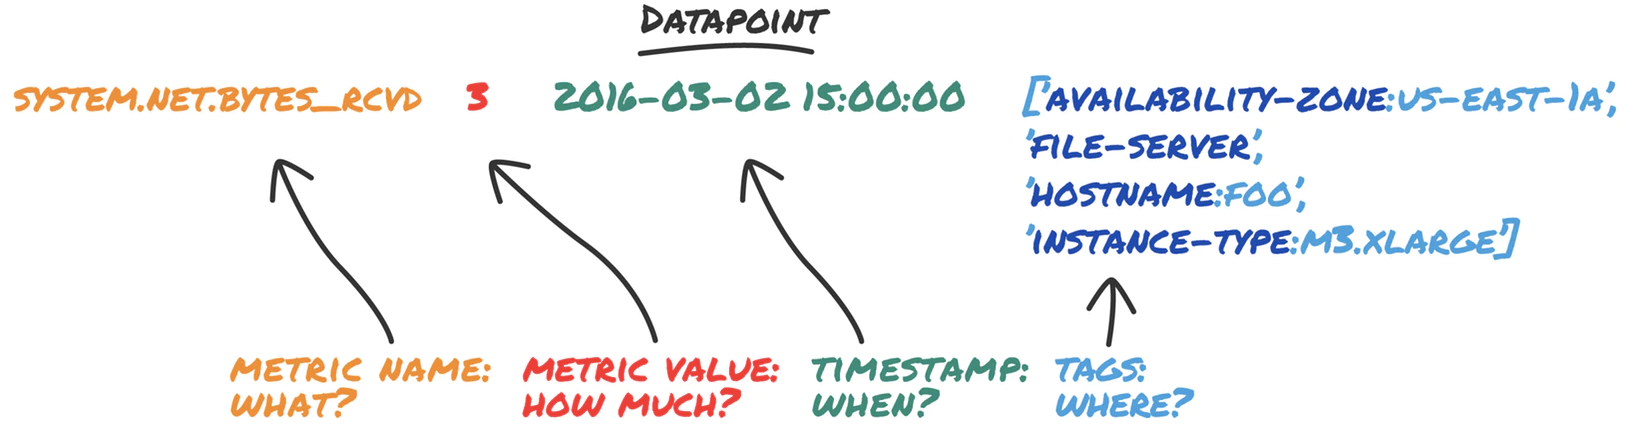 DATAPOINT
SYSTEM.NET.BYTES_RCVD 3 2016-03-02 15:00:00 ['AVAILABILITY-ZONE:US-EAST-1A',
'FILE-SERVER',
'HOSTNAME:FOO',
'INSTANCE-TYPE:M3.XLARGE']
METRIC NAME:
WHAT?
METRIC VALUE:
HOW MUCH?
TIMESTAMP:
WHEN?
TAGS:
WHERE?